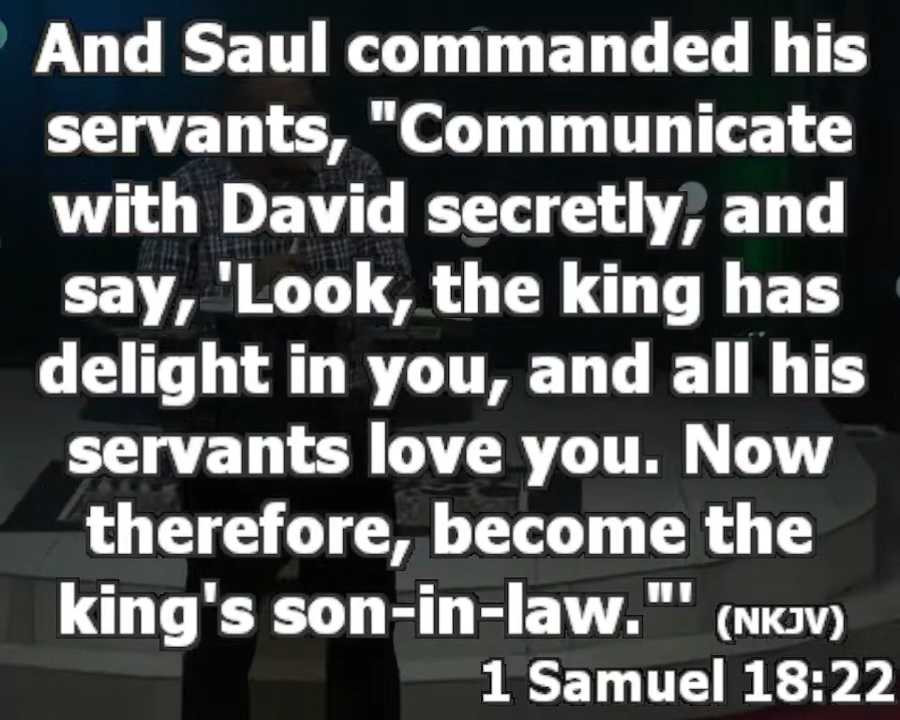 And Saul commanded his
servants, "Communicate
with David secretly, and
say, 'Look, the king has
delight in you, and all his
servants love you. Now
therefore, become the
king's son-in-law."' (NKJV)
1 Samuel 18:22